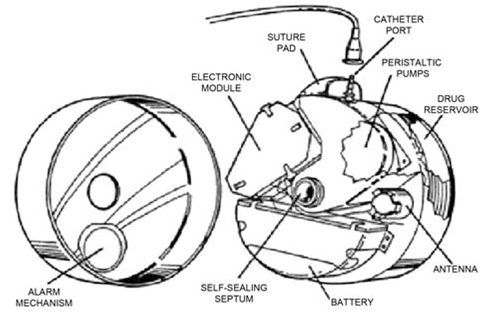 CATHETER
PORT
SUTURE
PAD
PERISTALTIC
PUMPS
ELECTRONIC
MODULE
DRUG
RESERVOIR
ANTENNA
SELF-SEALING
SEPTUM
BATTERY
ALARM
MECHANISM